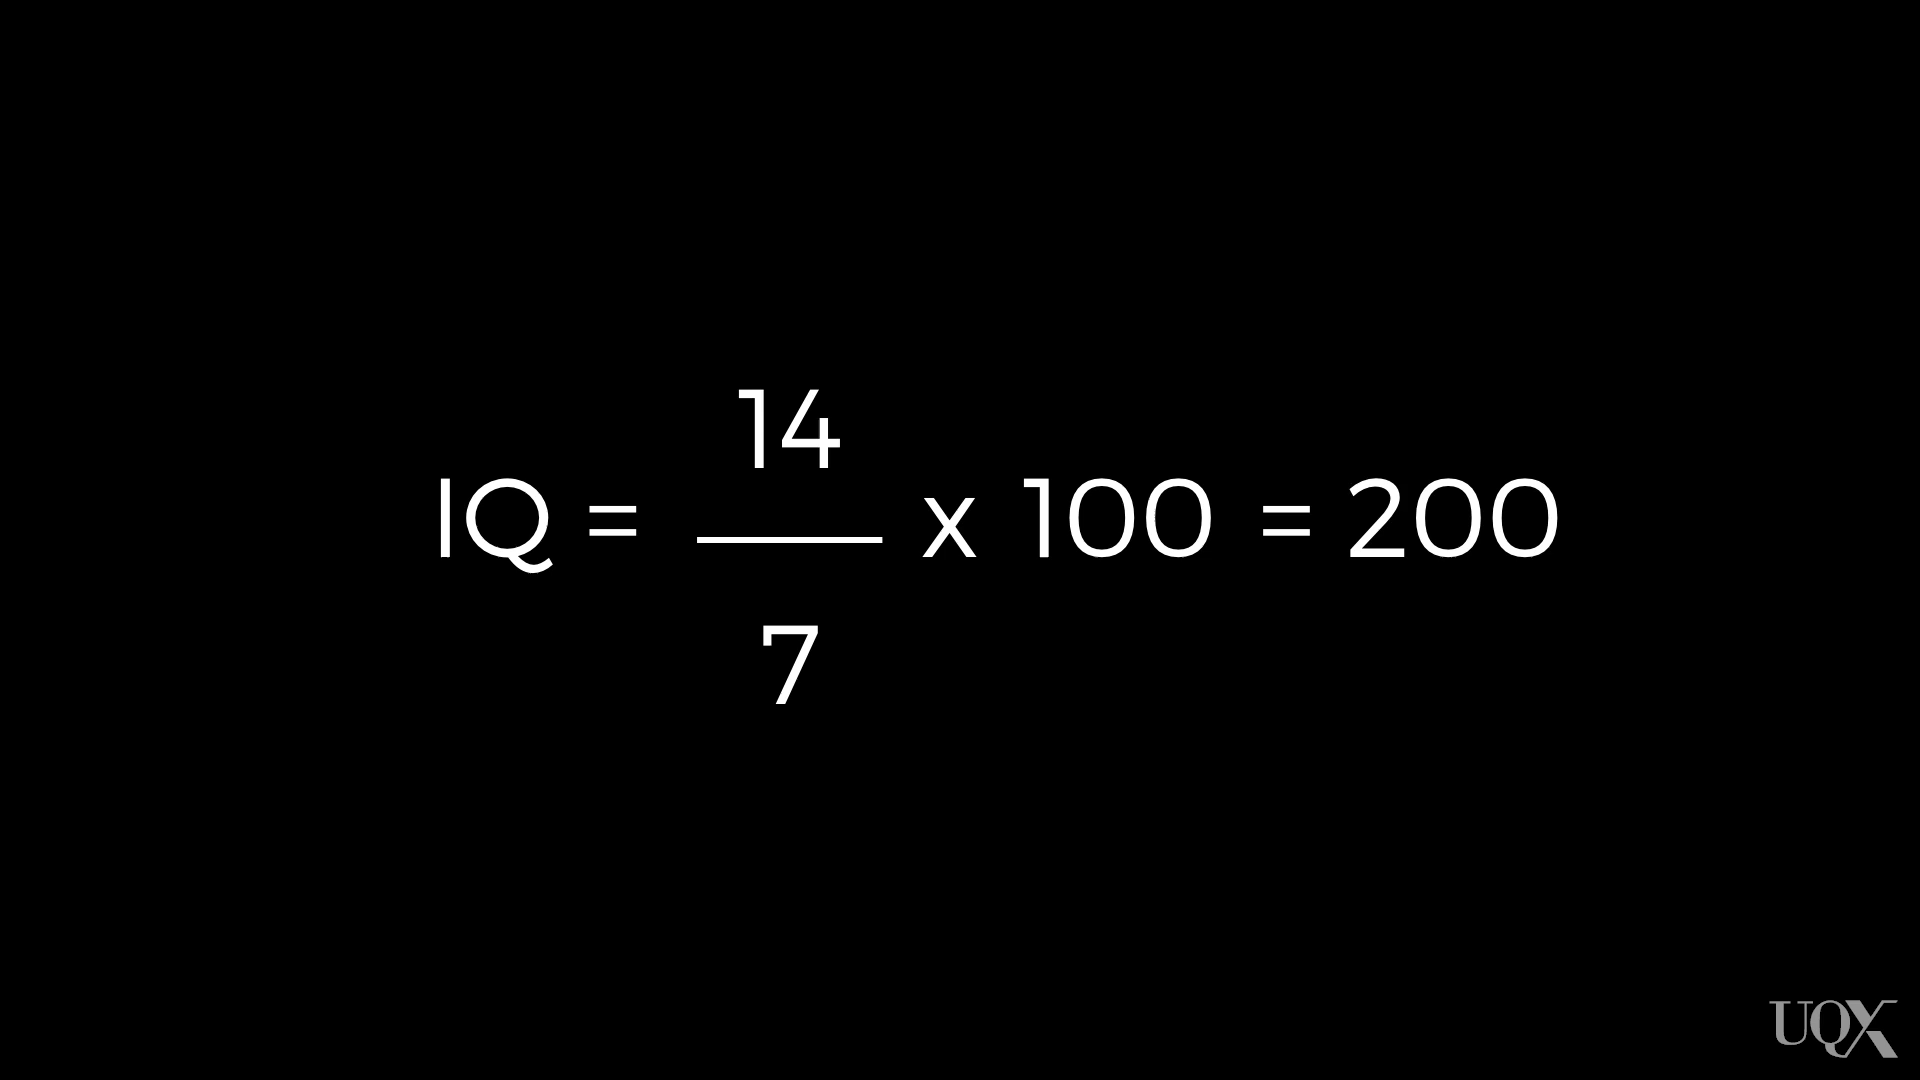 IQ = 14/7 x 100 = 200
UQX